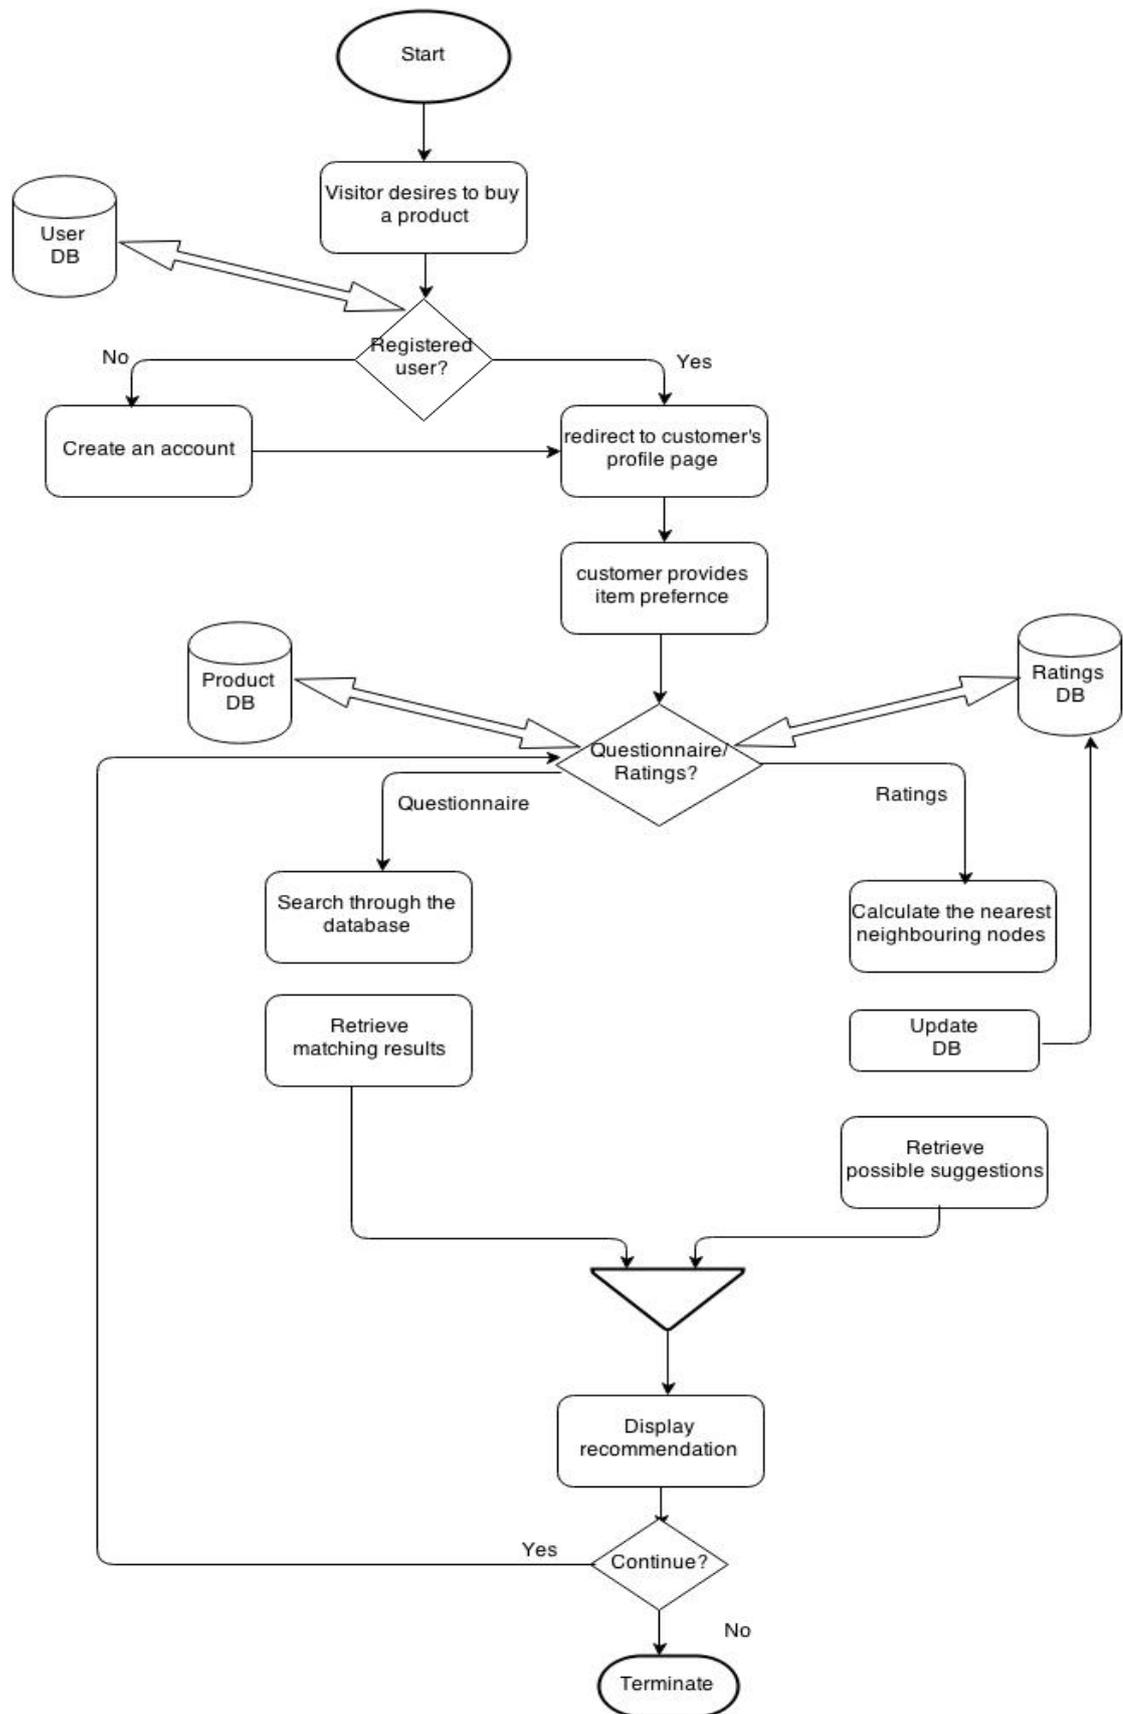 Start
Visitor desires to buy
a product
User
DB
Registered
user?
No
Yes
Create an account
redirect to customer's
profile page
customer provides
item prefernce
Product
DB
Ratings
DB
Questionnaire/
Ratings?
Questionnaire
Ratings
Search through the
database
Calculate the nearest
neighbouring nodes
Retrieve
matching results
Update
DB
Retrieve
possible suggestions
Display
recommendation
Yes
Continue?
No
Terminate